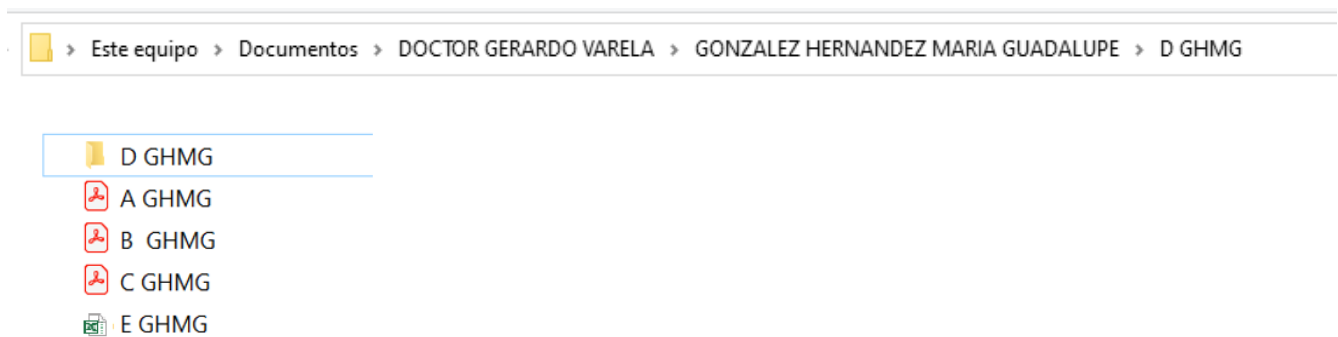 Este equipo > Documentos > DOCTOR GERARDO VARELA > GONZALEZ HERNANDEZ MARIA GUADALUPE > D GHMG
D GHMG
A GHMG
B  GHMG
C GHMG
E GHMG